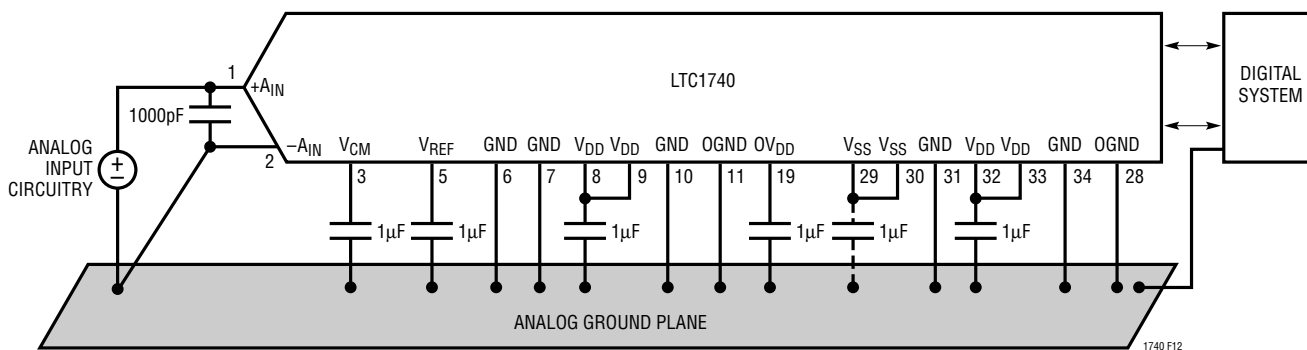 LTC1740
DIGITAL
SYSTEM
1
+AIN
1000pF
−AIN
2
ANALOG
INPUT
CIRCUITRY
+
−
VCM VREF GND GND VDD VDD GND OGND OVDD VSS VSS GND VDD VDD GND OGND
3 5 6 7 8 9 10 11 19 29 30 31 32 33 34 28
1μF 1μF 1μF 1μF 1μF 1μF
ANALOG GROUND PLANE
1740 F12